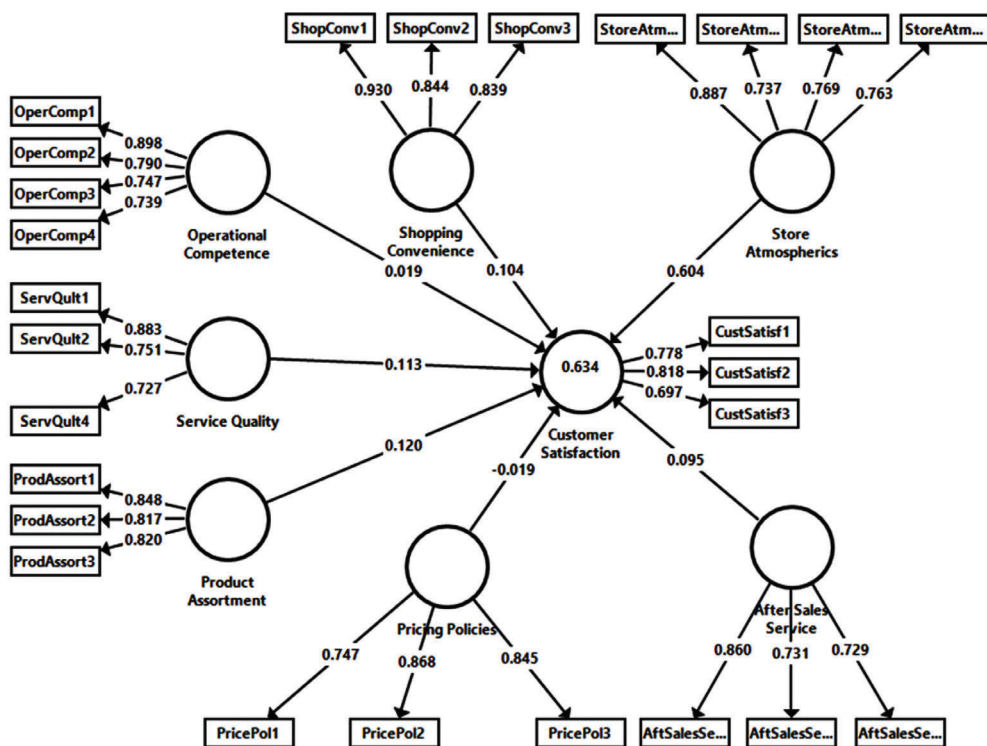 ShopConv1
ShopConv2
ShopConv3
StoreAtm...
StoreAtm...
StoreAtm...
StoreAtm...
0.930
0.844
0.839
0.887
0.737
0.769
0.763
OperComp1
OperComp2
OperComp3
OperComp4
0.898
0.790
0.747
0.739
Operational
Competence
Shopping
Convenience
Store
Atmospherics
0.019
0.104
0.604
ServQult1
ServQult2
ServQult4
0.883
0.751
0.727
Service Quality
0.113
0.634
Customer
Satisfaction
0.778
0.818
0.697
CustSatisf1
CustSatisf2
CustSatisf3
ProdAssort1
ProdAssort2
ProdAssort3
0.848
0.817
0.820
Product
Assortment
0.120
-0.019
0.095
Pricing Policies
After Sales
Service
0.747
0.868
0.845
0.860
0.731
0.729
PricePol1
PricePol2
PricePol3
AftSalesSe...
AftSalesSe...
AftSalesSe...